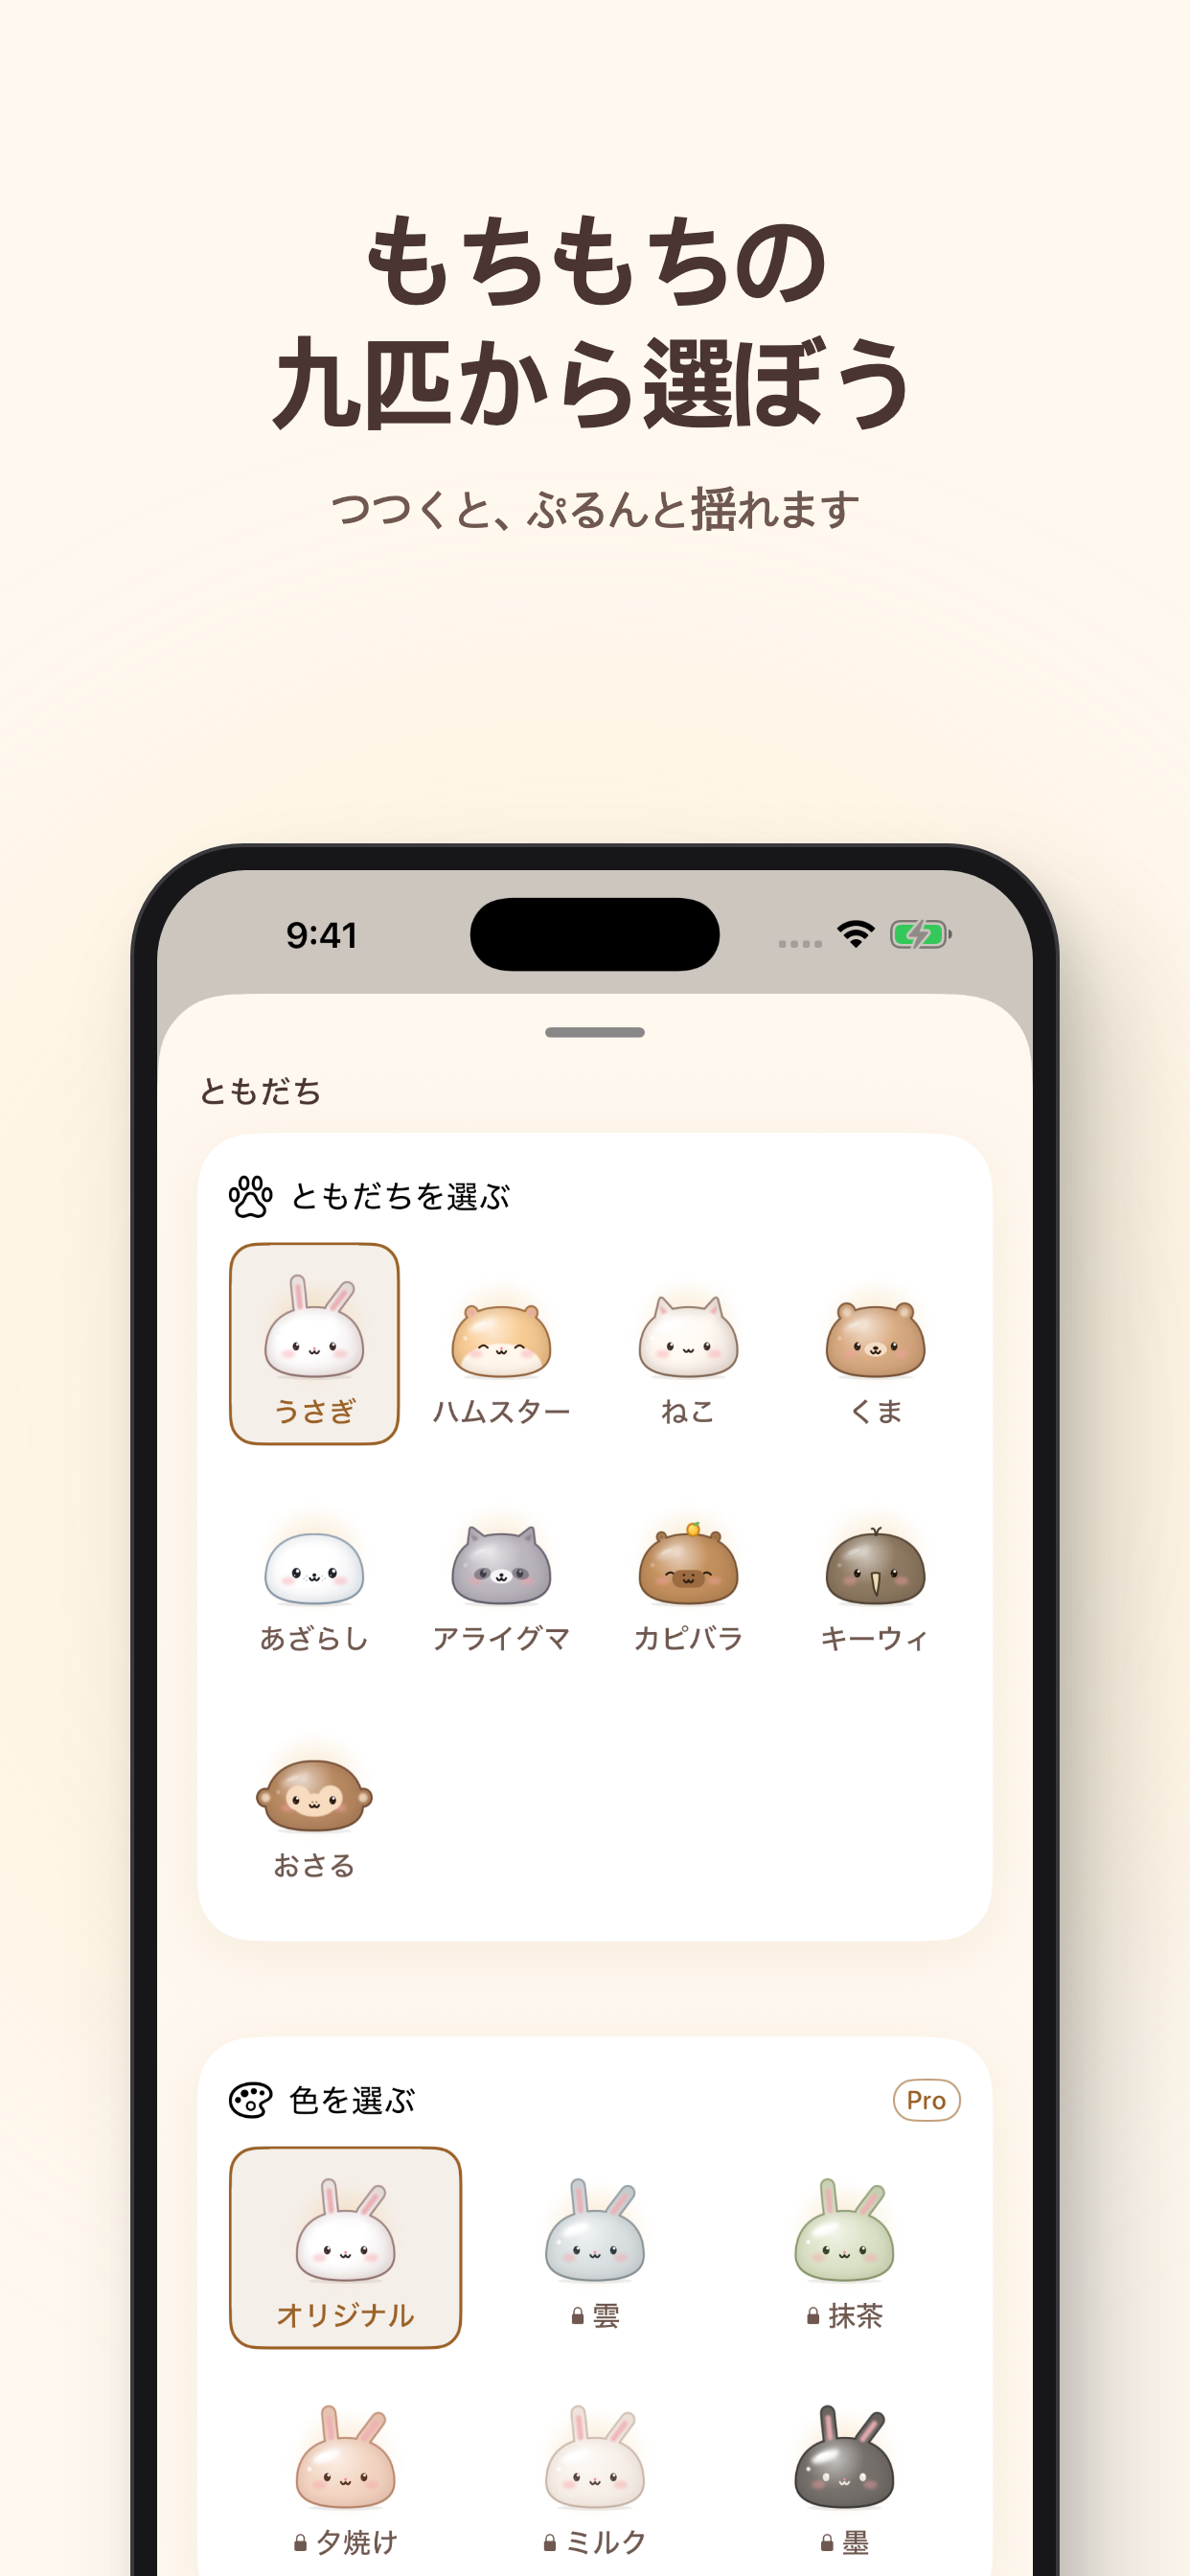 もちもちの
九匹から選ぼう
つつくと、ぷるんと揺れます
9:41
ともだち
ともだちを選ぶ
うさぎ
ハムスター
ねこ
くま
あざらし
アライグマ
カピバラ
キーウィ
おさる
色を選ぶ
Pro
オリジナル
雲
抹茶
夕焼け
ミルク
墨